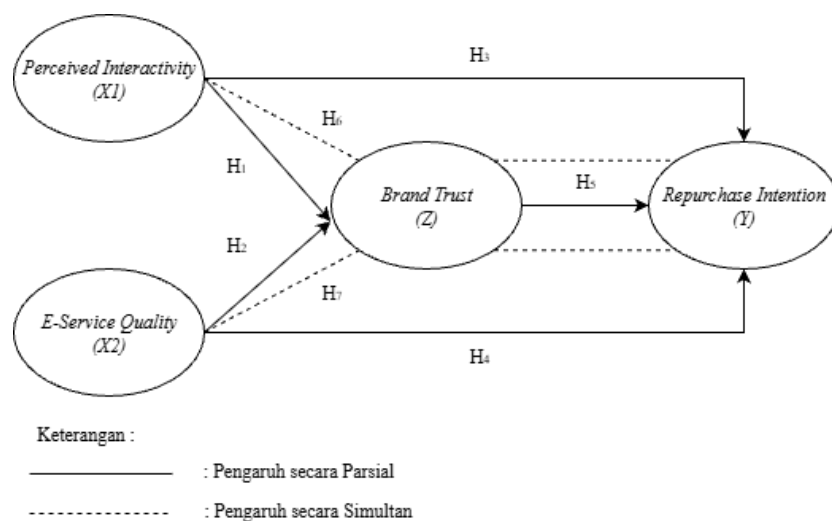 H₃
Perceived Interactivity
(X1)
H₆
H₁
Brand Trust
(Z)
H₅
Repurchase Intention
(Y)
H₂
H₇
E-Service Quality
(X2)
H₄
Keterangan :
: Pengaruh secara Parsial
: Pengaruh secara Simultan